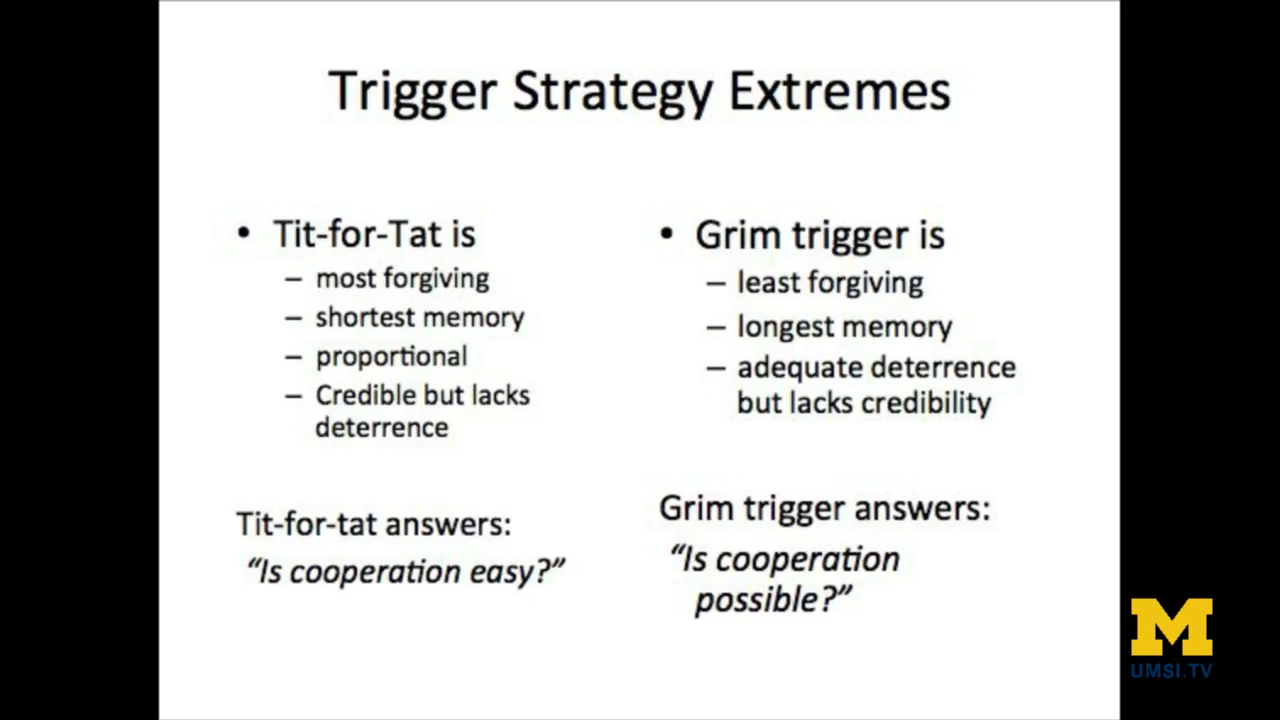 Trigger Strategy Extremes
• Tit-for-Tat is
– most forgiving
– shortest memory
– proportional
– Credible but lacks
deterrence
Tit-for-tat answers:
“Is cooperation easy?”
• Grim trigger is
– least forgiving
– longest memory
– adequate deterrence
but lacks credibility
Grim trigger answers:
“Is cooperation
possible?”
M
UMSI.TV